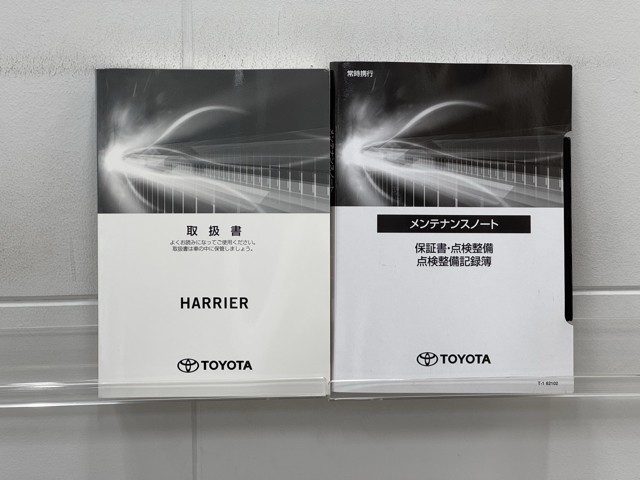 取扱書
よくお読みになってご使用ください。
取扱書は車の中に保管しましょう。
HARRIER
TOYOTA
常時携行
メンテナンスノート
保証書・点検整備
点検整備記録簿
TOYOTA